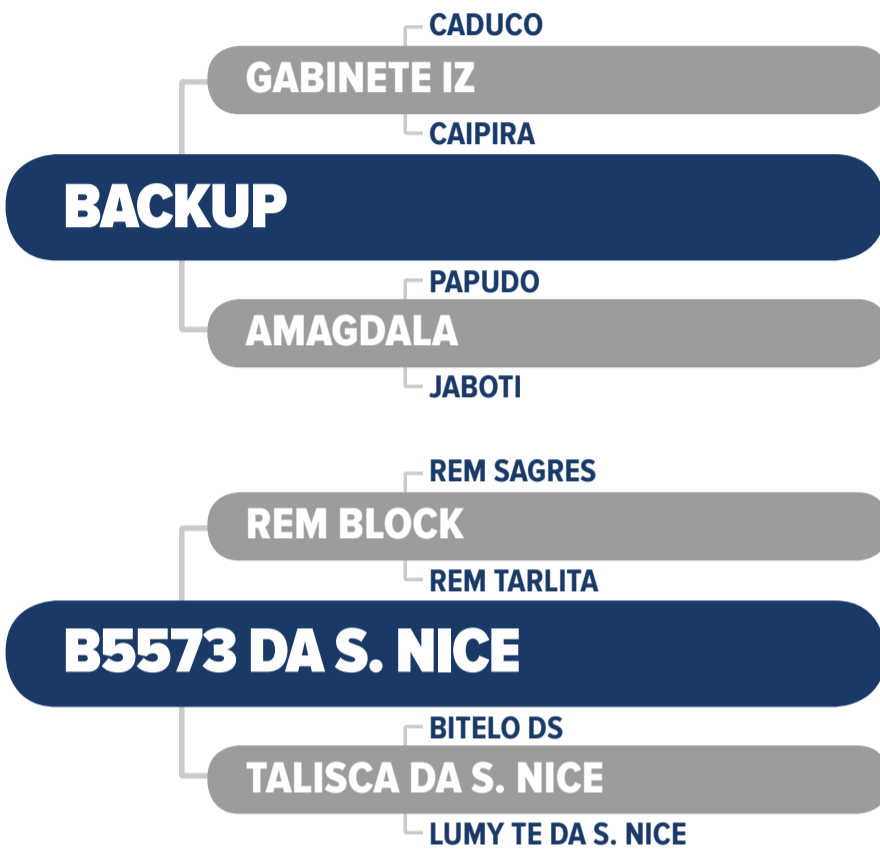 CADUCO
GABINETE IZ
CAIPIRA
BACKUP
PAPUDO
AMAGDALA
JABOTI
REM SAGRES
REM BLOCK
REM TARLITA
B5573 DA S. NICE
BITELO DS
TALISCA DA S. NICE
LUMY TE DA S. NICE